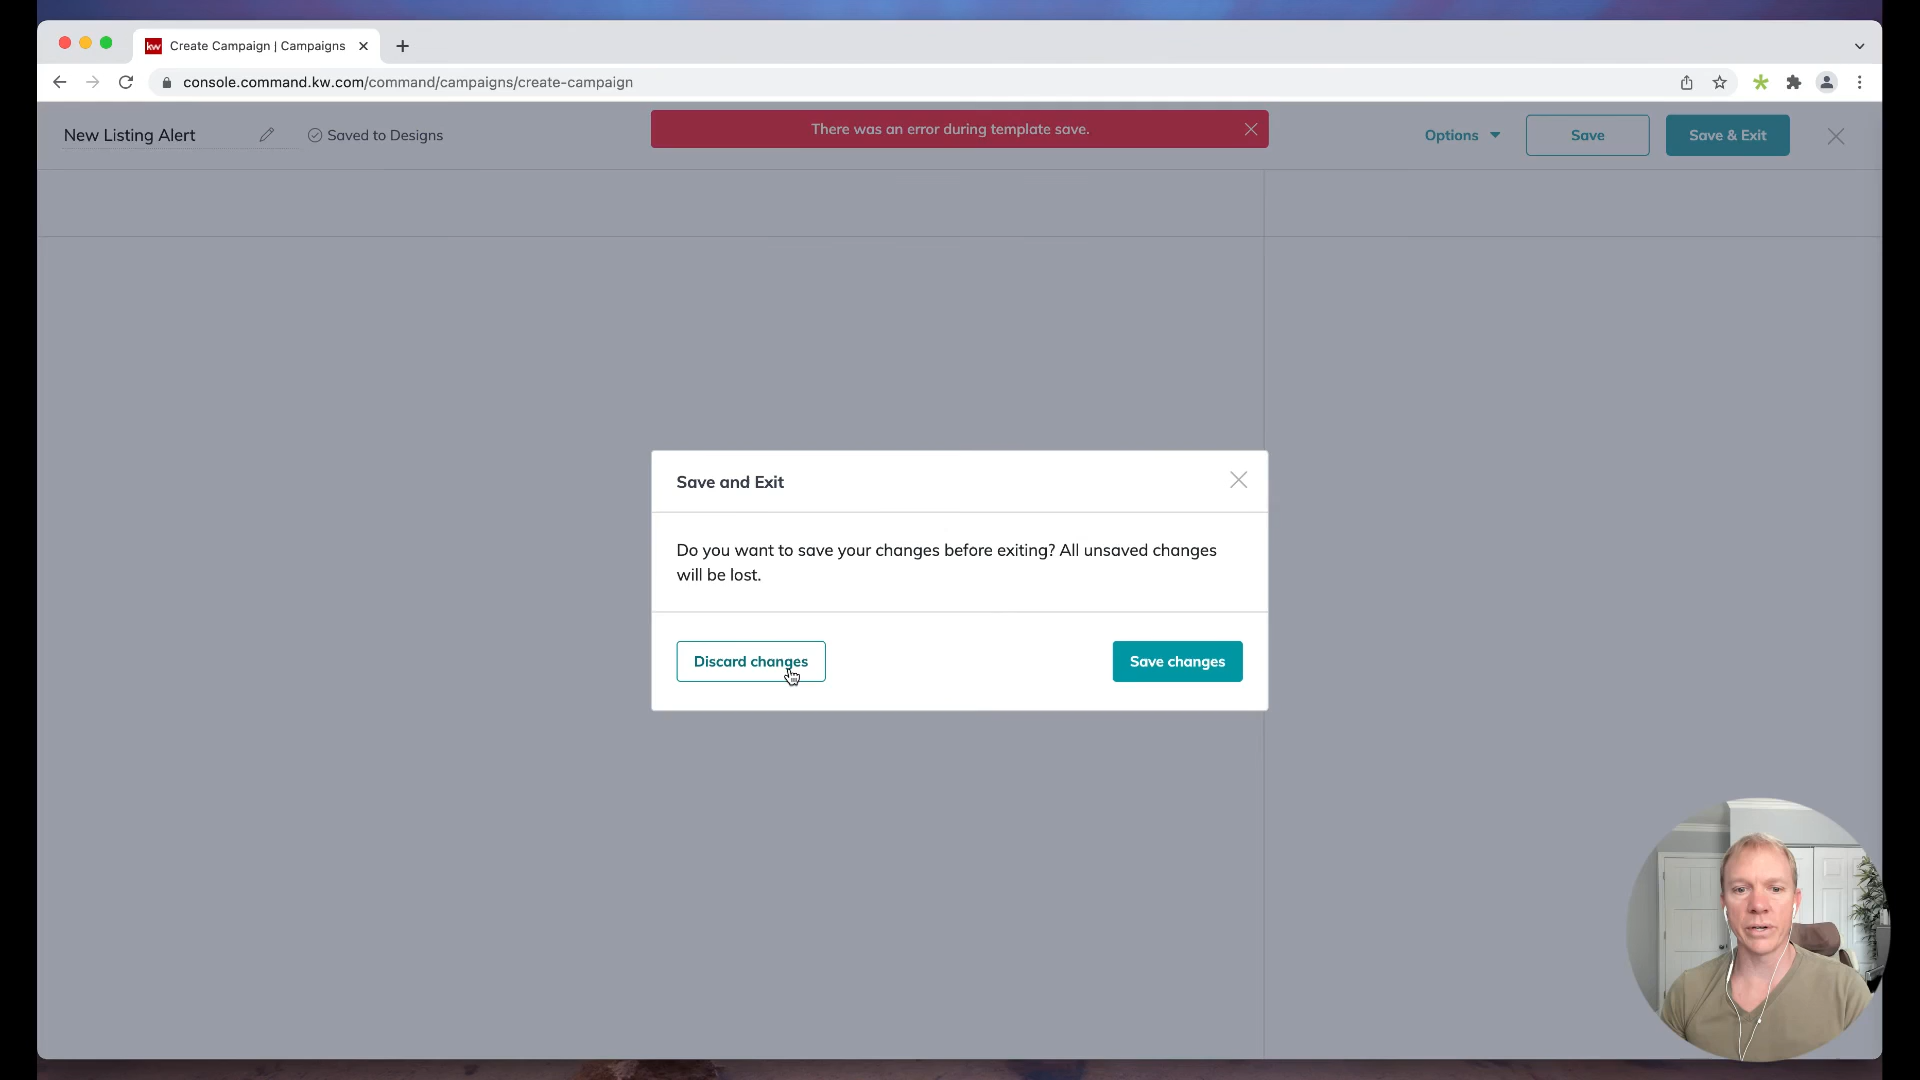 kw Create Campaign | Campaigns
console.command.kw.com/command/campaigns/create-campaign
New Listing Alert
Saved to Designs
There was an error during template save.
Options
Save
Save & Exit
Save and Exit
Do you want to save your changes before exiting? All unsaved changes
will be lost.
Discard changes
Save changes